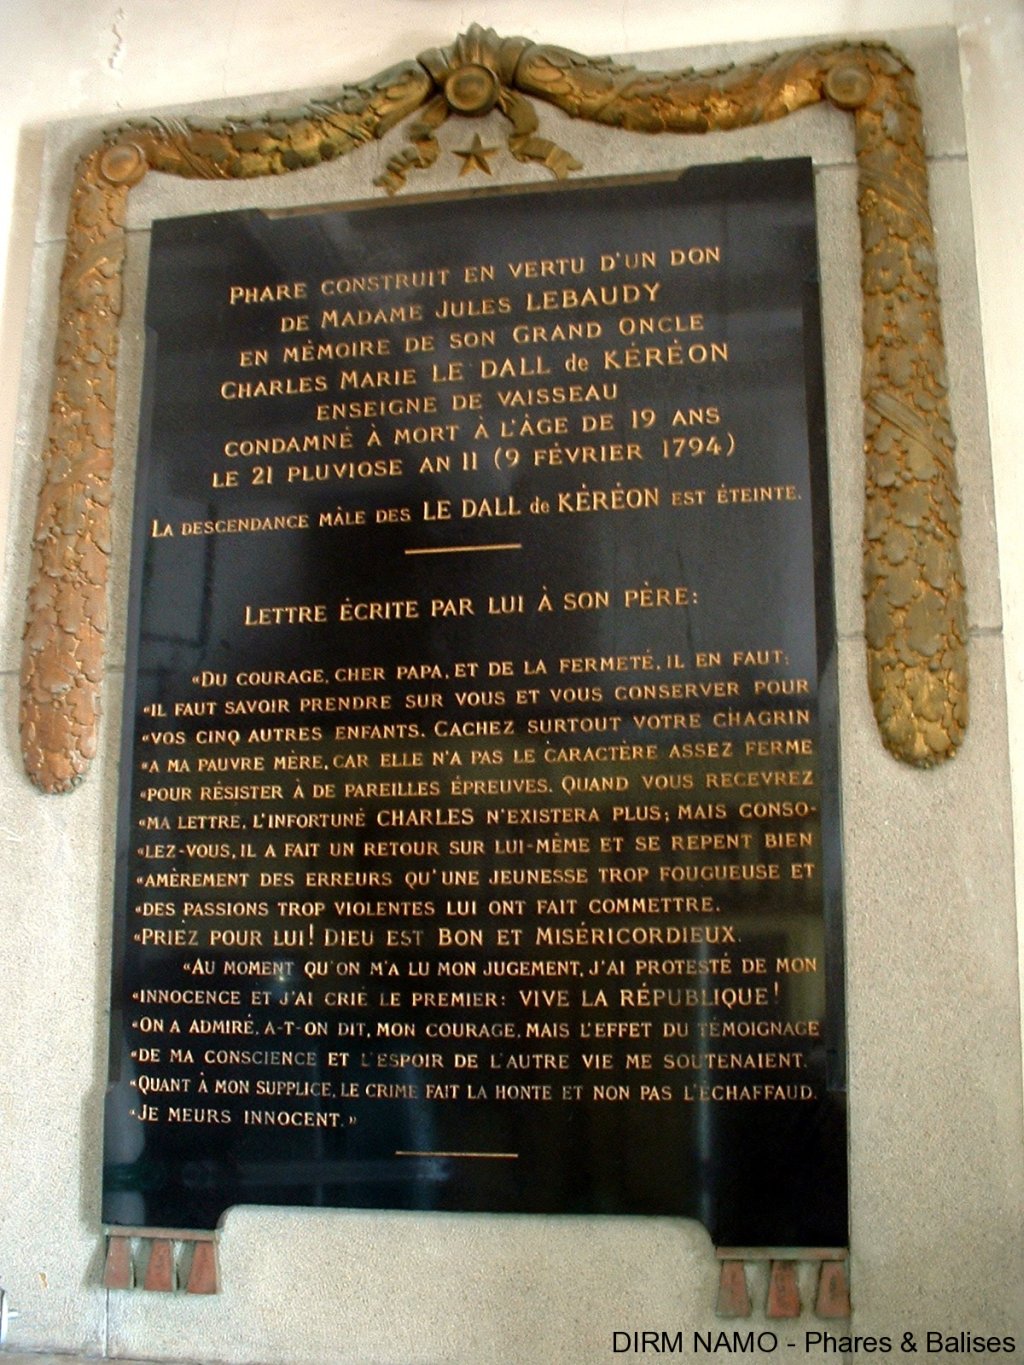 PHARE CONSTRUIT EN VERTU D'UN DON
DE MADAME JULES LEBAUDY
EN MÉMOIRE DE SON GRAND ONCLE
CHARLES MARIE LE DALL de KÉRÉON
ENSEIGNE DE VAISSEAU
CONDAMNÉ À MORT À L'ÂGE DE 19 ANS
LE 21 PLUVIOSE AN II (9 FÉVRIER 1794)
LA DESCENDANCE MÂLE DES LE DALL de KÉRÉON EST ÉTEINTE.
LETTRE ÉCRITE PAR LUI À SON PÈRE:
«DU COURAGE, CHER PAPA, ET DE LA FERMETÉ, IL EN FAUT;
«IL FAUT SAVOIR PRENDRE SUR VOUS ET VOUS CONSERVER POUR
«VOS CINQ AUTRES ENFANTS. CACHEZ SURTOUT VOTRE CHAGRIN
«A MA PAUVRE MÈRE, CAR ELLE N'A PAS LE CARACTÈRE ASSEZ FERME
«POUR RÉSISTER À DE PAREILLES ÉPREUVES. QUAND VOUS RECEVREZ
«MA LETTRE, L'INFORTUNÉ CHARLES N'EXISTERA PLUS; MAIS CONSO-
«LEZ-VOUS, IL A FAIT UN RETOUR SUR LUI-MÊME ET SE REPENT BIEN
«AMÈREMENT DES ERREURS QU'UNE JEUNESSE TROP FOUGUEUSE ET
«DES PASSIONS TROP VIOLENTES LUI ONT FAIT COMMETTRE.
«PRIEZ POUR LUI! DIEU EST BON ET MISÉRICORDIEUX.
«AU MOMENT QU'ON M'A LU MON JUGEMENT, J'AI PROTESTÉ DE MON
«INNOCENCE ET J'AI CRIÉ LE PREMIER: VIVE LA RÉPUBLIQUE!
«ON A ADMIRÉ, A-T-ON DIT, MON COURAGE, MAIS L'EFFET DU TÉMOIGNAGE
«DE MA CONSCIENCE ET L'ESPOIR DE L'AUTRE VIE ME SOUTENAIENT.
«QUANT À MON SUPPLICE, LE CRIME FAIT LA HONTE ET NON PAS L'ÉCHAFFAUD.
«JE MEURS INNOCENT.»
DIRM NAMO - Phares & Balises